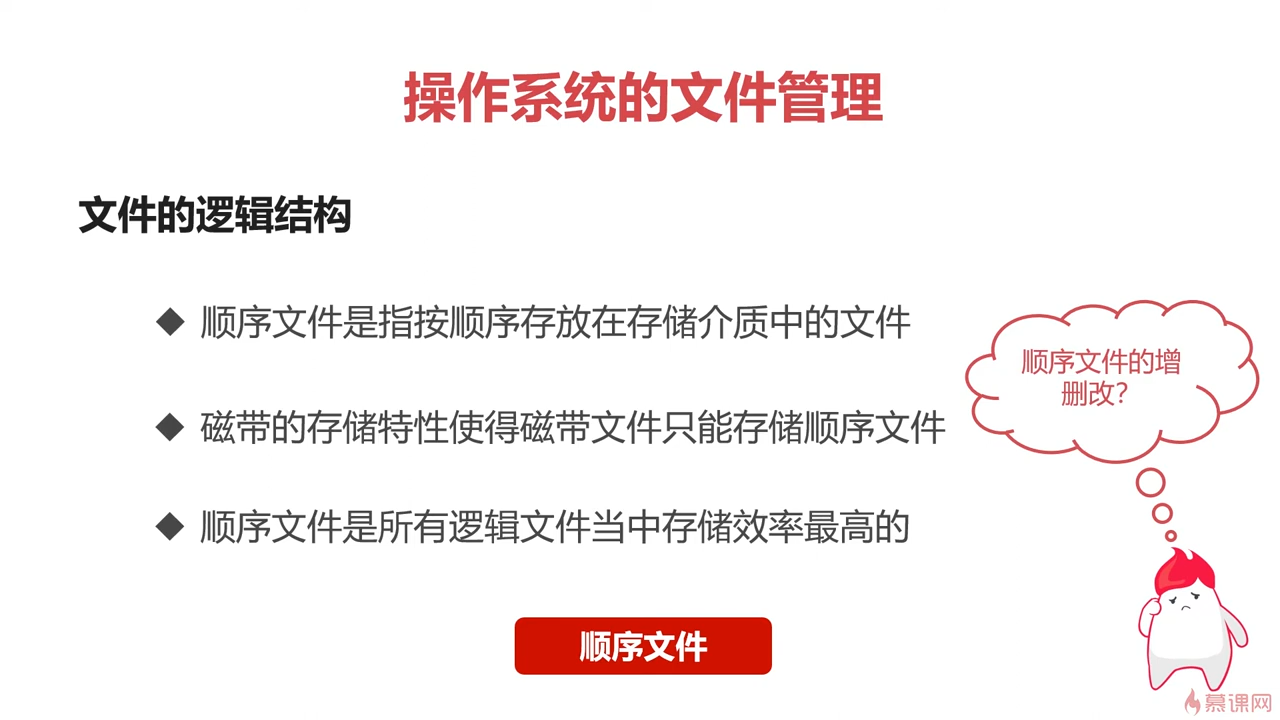 操作系统的文件管理
文件的逻辑结构
顺序文件是指按顺序存放在存储介质中的文件
磁带的存储特性使得磁带文件只能存储顺序文件
顺序文件是所有逻辑文件当中存储效率最高的
顺序文件的增
删改?
顺序文件
慕课网